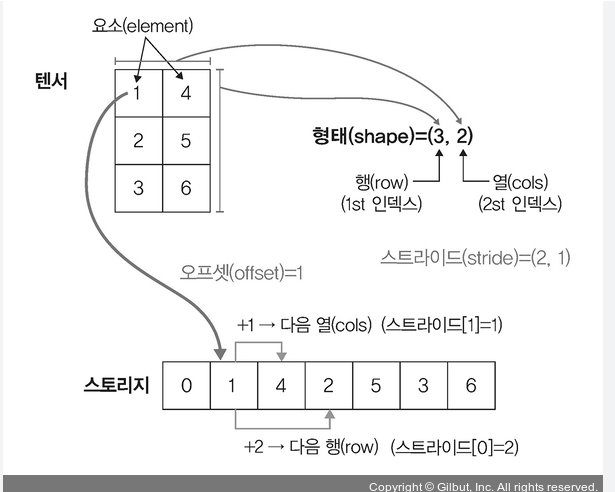 요소(element)
텐서
1 4
2 5
3 6
형태(shape)=(3, 2)
행(row) 열(cols)
(1st 인덱스) (2st 인덱스)
스트라이드(stride)=(2, 1)
오프셋(offset)=1
+1 → 다음 열(cols) (스트라이드[1]=1)
스토리지 0 1 4 2 5 3 6
+2 → 다음 행(row) (스트라이드[0]=2)
Copyright © Gilbut, Inc. All rights reserved.